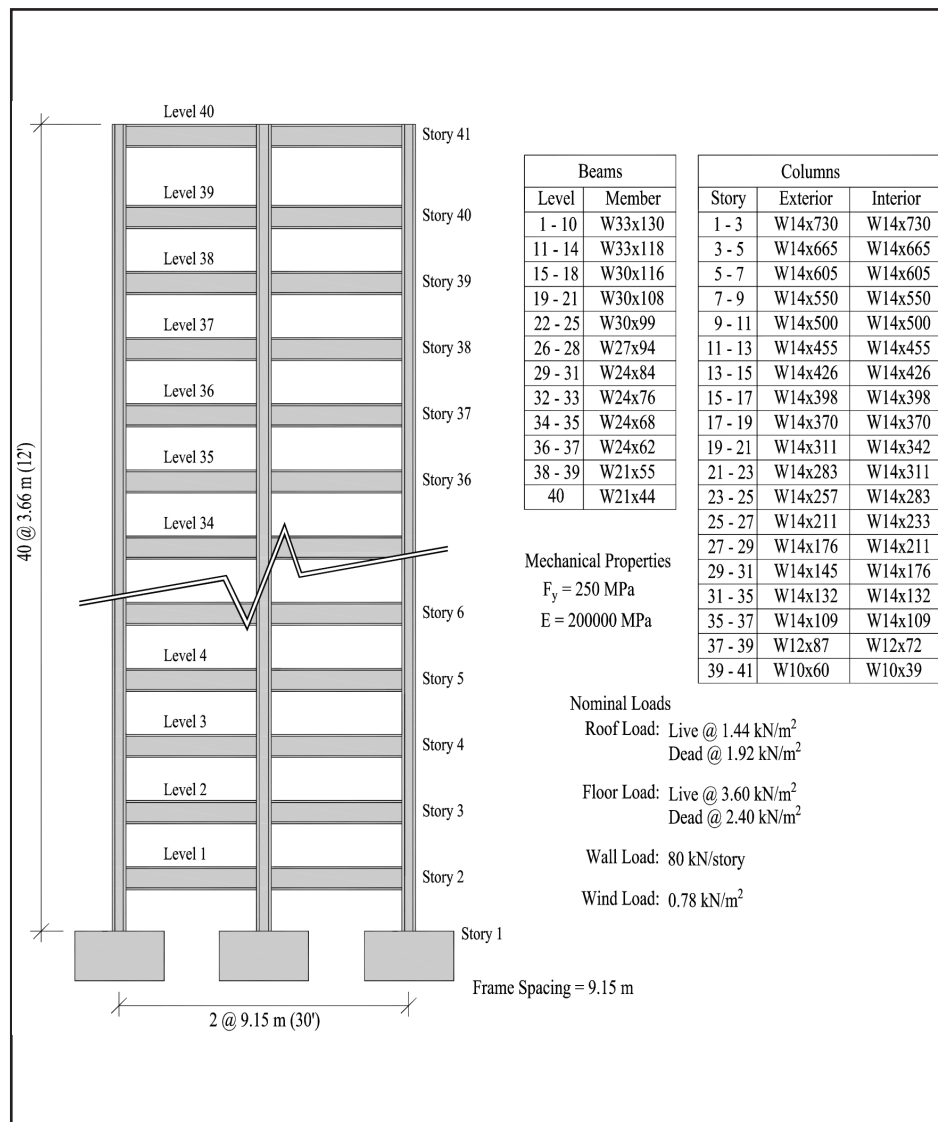 Level 40
Story 41
Level 39
Story 40
Level 38
Story 39
Level 37
Story 38
Level 36
Story 37
Level 35
Story 36
Level 34
Story 6
Level 4
Story 5
Level 3
Story 4
Level 2
Story 3
Level 1
Story 2
Story 1
40 @ 3.66 m (12')
2 @ 9.15 m (30')
Frame Spacing = 9.15 m
Beams
Level Member
1 - 10 W33x130
11 - 14 W33x118
15 - 18 W30x116
19 - 21 W30x108
22 - 25 W30x99
26 - 28 W27x94
29 - 31 W24x84
32 - 33 W24x76
34 - 35 W24x68
36 - 37 W24x62
38 - 39 W21x55
40 W21x44
Columns
Story Exterior Interior
1 - 3 W14x730 W14x730
3 - 5 W14x665 W14x665
5 - 7 W14x605 W14x605
7 - 9 W14x550 W14x550
9 - 11 W14x500 W14x500
11 - 13 W14x455 W14x455
13 - 15 W14x426 W14x426
15 - 17 W14x398 W14x398
17 - 19 W14x370 W14x370
19 - 21 W14x311 W14x342
21 - 23 W14x283 W14x311
23 - 25 W14x257 W14x283
25 - 27 W14x211 W14x233
27 - 29 W14x176 W14x211
29 - 31 W14x145 W14x176
31 - 35 W14x132 W14x132
35 - 37 W14x109 W14x109
37 - 39 W12x87 W12x72
39 - 41 W10x60 W10x39
Mechanical Properties
Fy = 250 MPa
E = 200000 MPa
Nominal Loads
Roof Load: Live @ 1.44 kN/m²
Dead @ 1.92 kN/m²
Floor Load: Live @ 3.60 kN/m²
Dead @ 2.40 kN/m²
Wall Load: 80 kN/story
Wind Load: 0.78 kN/m²